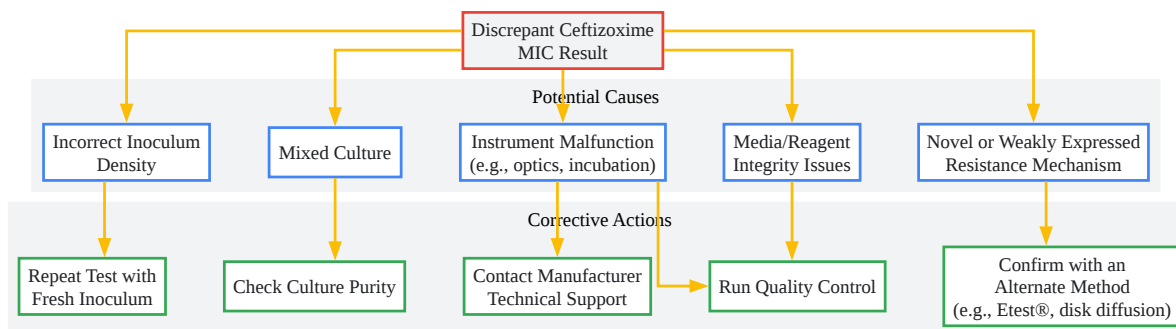 Discrepant Ceftizoxime
MIC Result
Potential Causes
Incorrect Inoculum
Density
Mixed Culture
Instrument Malfunction
(e.g., optics, incubation)
Media/Reagent
Integrity Issues
Novel or Weakly Expressed
Resistance Mechanism
Corrective Actions
Repeat Test with
Fresh Inoculum
Check Culture Purity
Contact Manufacturer
Technical Support
Run Quality Control
Confirm with an
Alternate Method
(e.g., Etest®, disk diffusion)